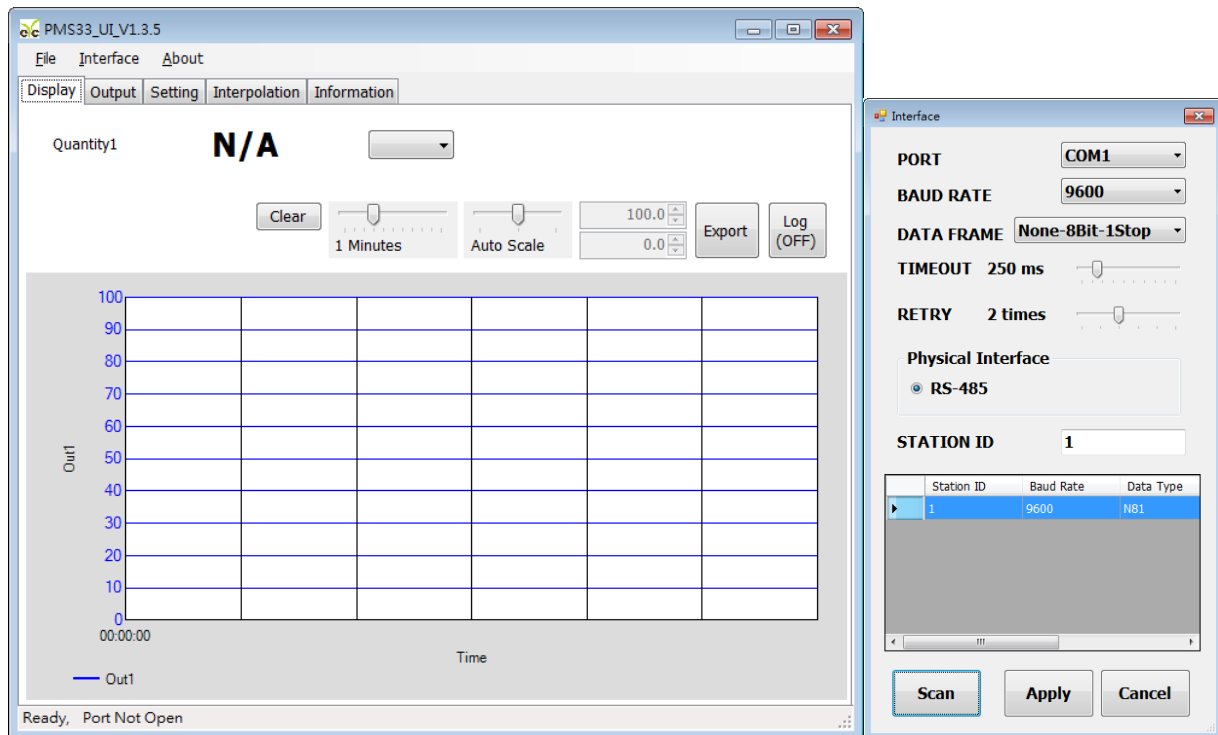 PMS33_UI_V1.3.5
File Interface About
Display Output Setting Interpolation Information
Quantity1 N/A
Clear
1 Minutes
Auto Scale
100.0
0.0
Export
Log
(OFF)
100
90
80
70
60
50
40
30
20
10
0
Out1
00:00:00
Time
Out1
Ready, Port Not Open
Interface
PORT COM1
BAUD RATE 9600
DATA FRAME None-8Bit-1Stop
TIMEOUT 250 ms
RETRY 2 times
Physical Interface
RS-485
STATION ID 1
Station ID Baud Rate Data Type
1 9600 N81
Scan Apply Cancel